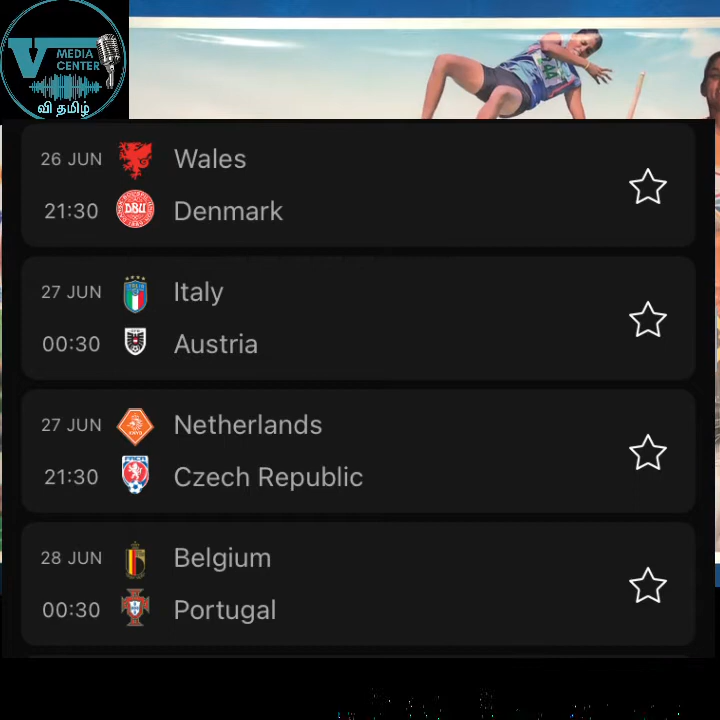 V MEDIA
CENTER
வி தமிழ்
26 JUN Wales
21:30 DBU Denmark
27 JUN Italy
00:30 Austria
27 JUN Netherlands
21:30 Czech Republic
28 JUN Belgium
00:30 Portugal